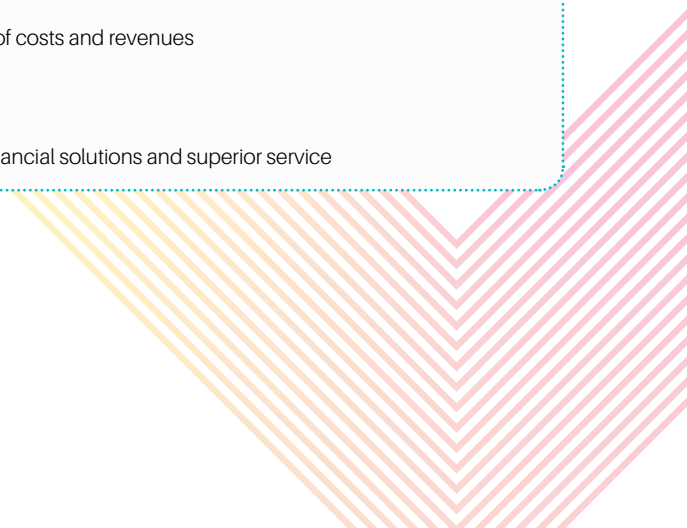 of costs and revenues
ancial solutions and superior service